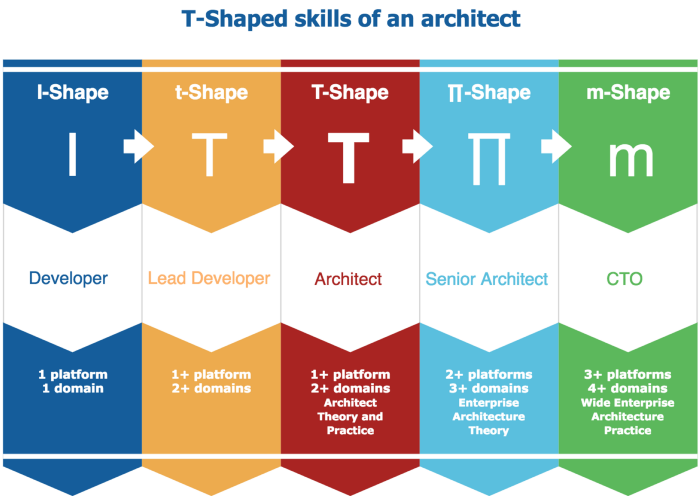 T-Shaped skills of an architect
I-Shape
t-Shape
T-Shape
∏-Shape
m-Shape
I
T
T
∏
m
Developer
Lead Developer
Architect
Senior Architect
CTO
1 platform
1 domain
1+ platform
2+ domains
1+ platform
2+ domains
Architect
Theory and
Practice
2+ platforms
3+ domains
Enterprise
Architecture
Theory
3+ platforms
4+ domains
Wide Enterprise
Architecture
Practice